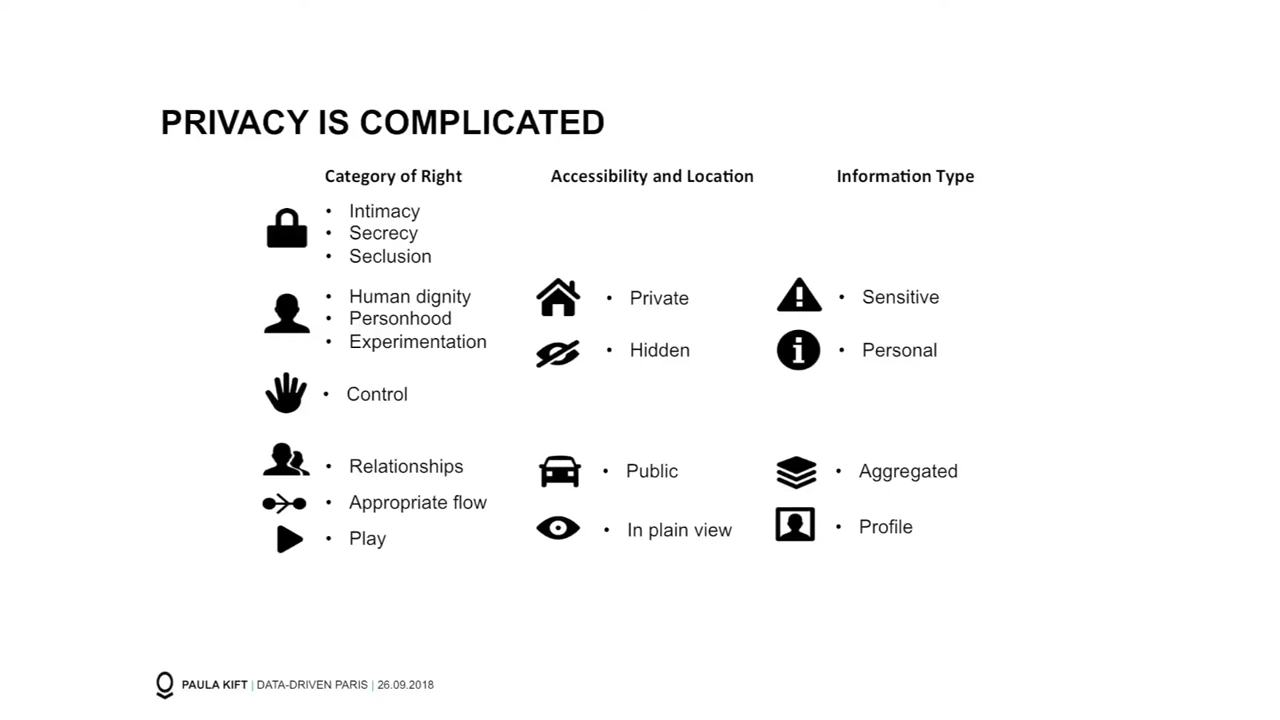 PRIVACY IS COMPLICATED
Category of Right
• Intimacy
• Secrecy
• Seclusion
• Human dignity
• Personhood
• Experimentation
• Control
• Relationships
• Appropriate flow
• Play
Accessibility and Location
• Private
• Hidden
• Public
• In plain view
Information Type
• Sensitive
• Personal
• Aggregated
• Profile
PAULA KIFT | DATA-DRIVEN PARIS | 26.09.2018